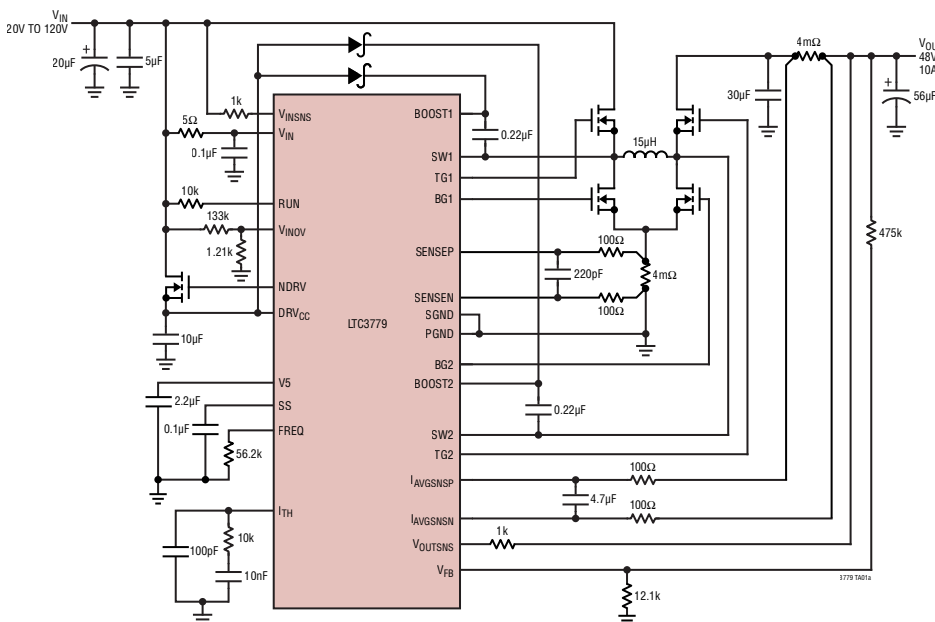 VIN
20V TO 120V
20µF
+
5µF
1k
5Ω
0.1µF
10k
133k
1.21k
10µF
2.2µF
0.1µF
56.2k
100pF
10k
10nF
VINSNS
VIN
RUN
VINOV
NDRV
DRVCC
V5
SS
FREQ
ITH
LTC3779
BOOST1
SW1
TG1
BG1
SENSEP
SENSEN
SGND
PGND
BG2
BOOST2
SW2
TG2
IAVGSNSP
IAVGSNSN
VOUTSNS
VFB
0.22µF
15µH
100Ω
220pF
4mΩ
100Ω
0.22µF
100Ω
4.7µF
100Ω
1k
12.1k
30µF
4mΩ
48V
10A
+
56µF
475k
3779 TA01a